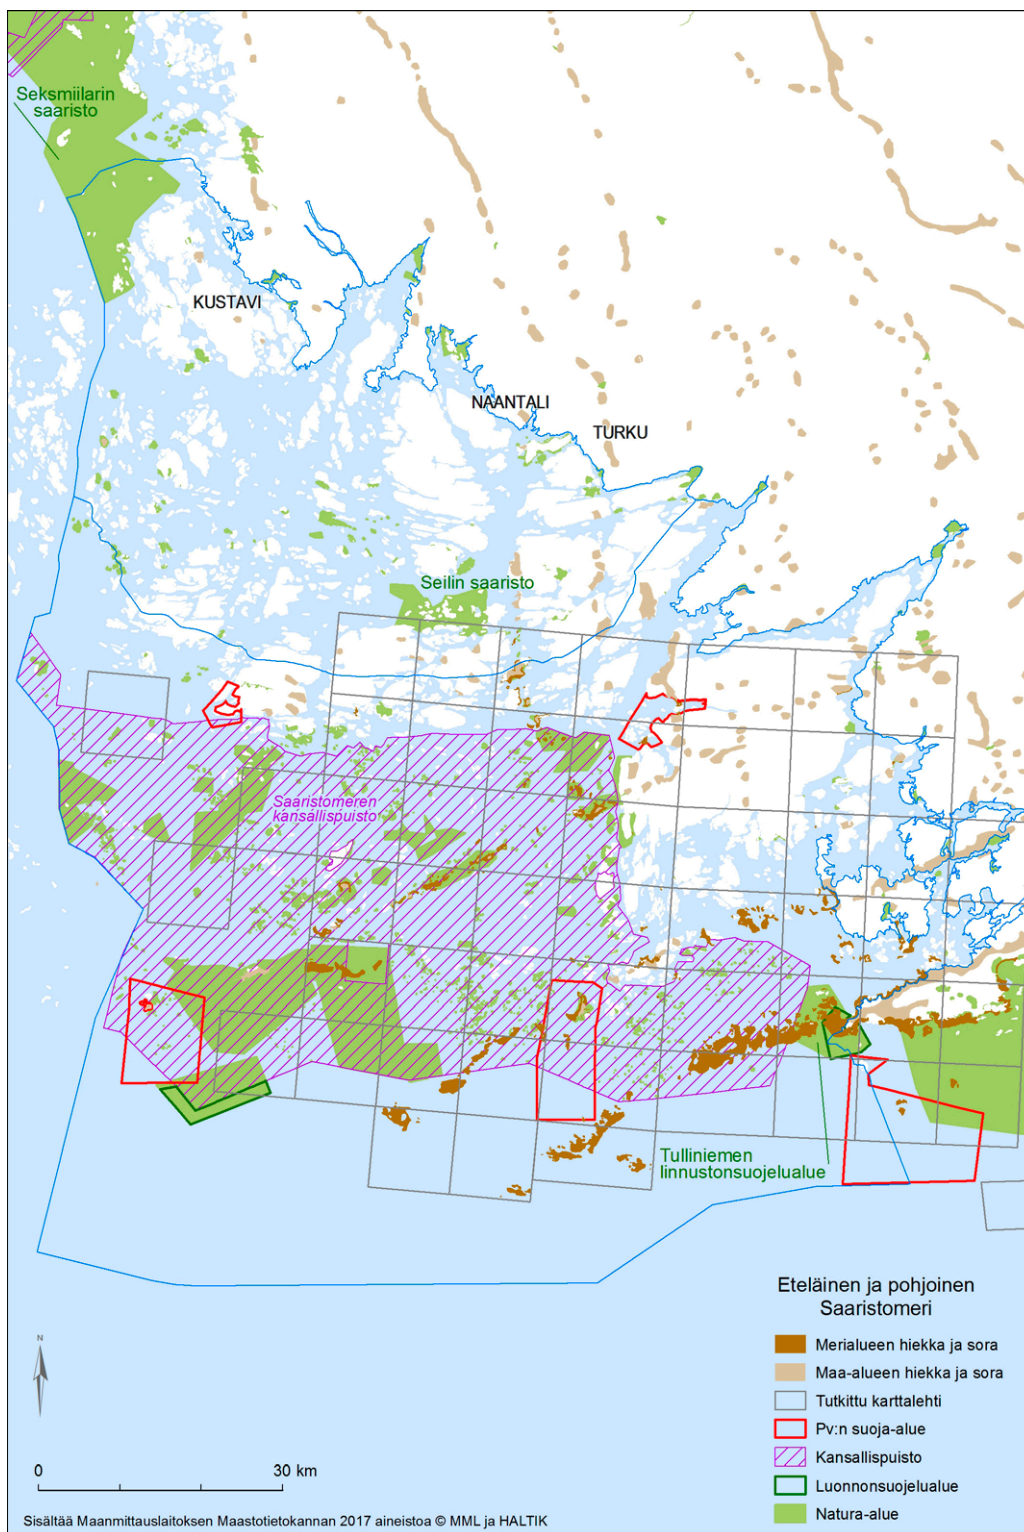 Seksmiilarin
saaristo
KUSTAVI
NAANTALI
TURKU
Seilin saaristo
Saaristomeren
kansallispuisto
Tulliniemen
linnustonsuojelualue
Eteläinen ja pohjoinen
Saaristomeri
Merialueen hiekka ja sora
Maa-alueen hiekka ja sora
Tutkittu karttalehti
Pv:n suoja-alue
Kansallispuisto
Luonnonsuojelualue
Natura-alue
N
0 30 km
Sisältää Maanmittauslaitoksen Maastotietokannan 2017 aineistoa © MML ja HALTIK